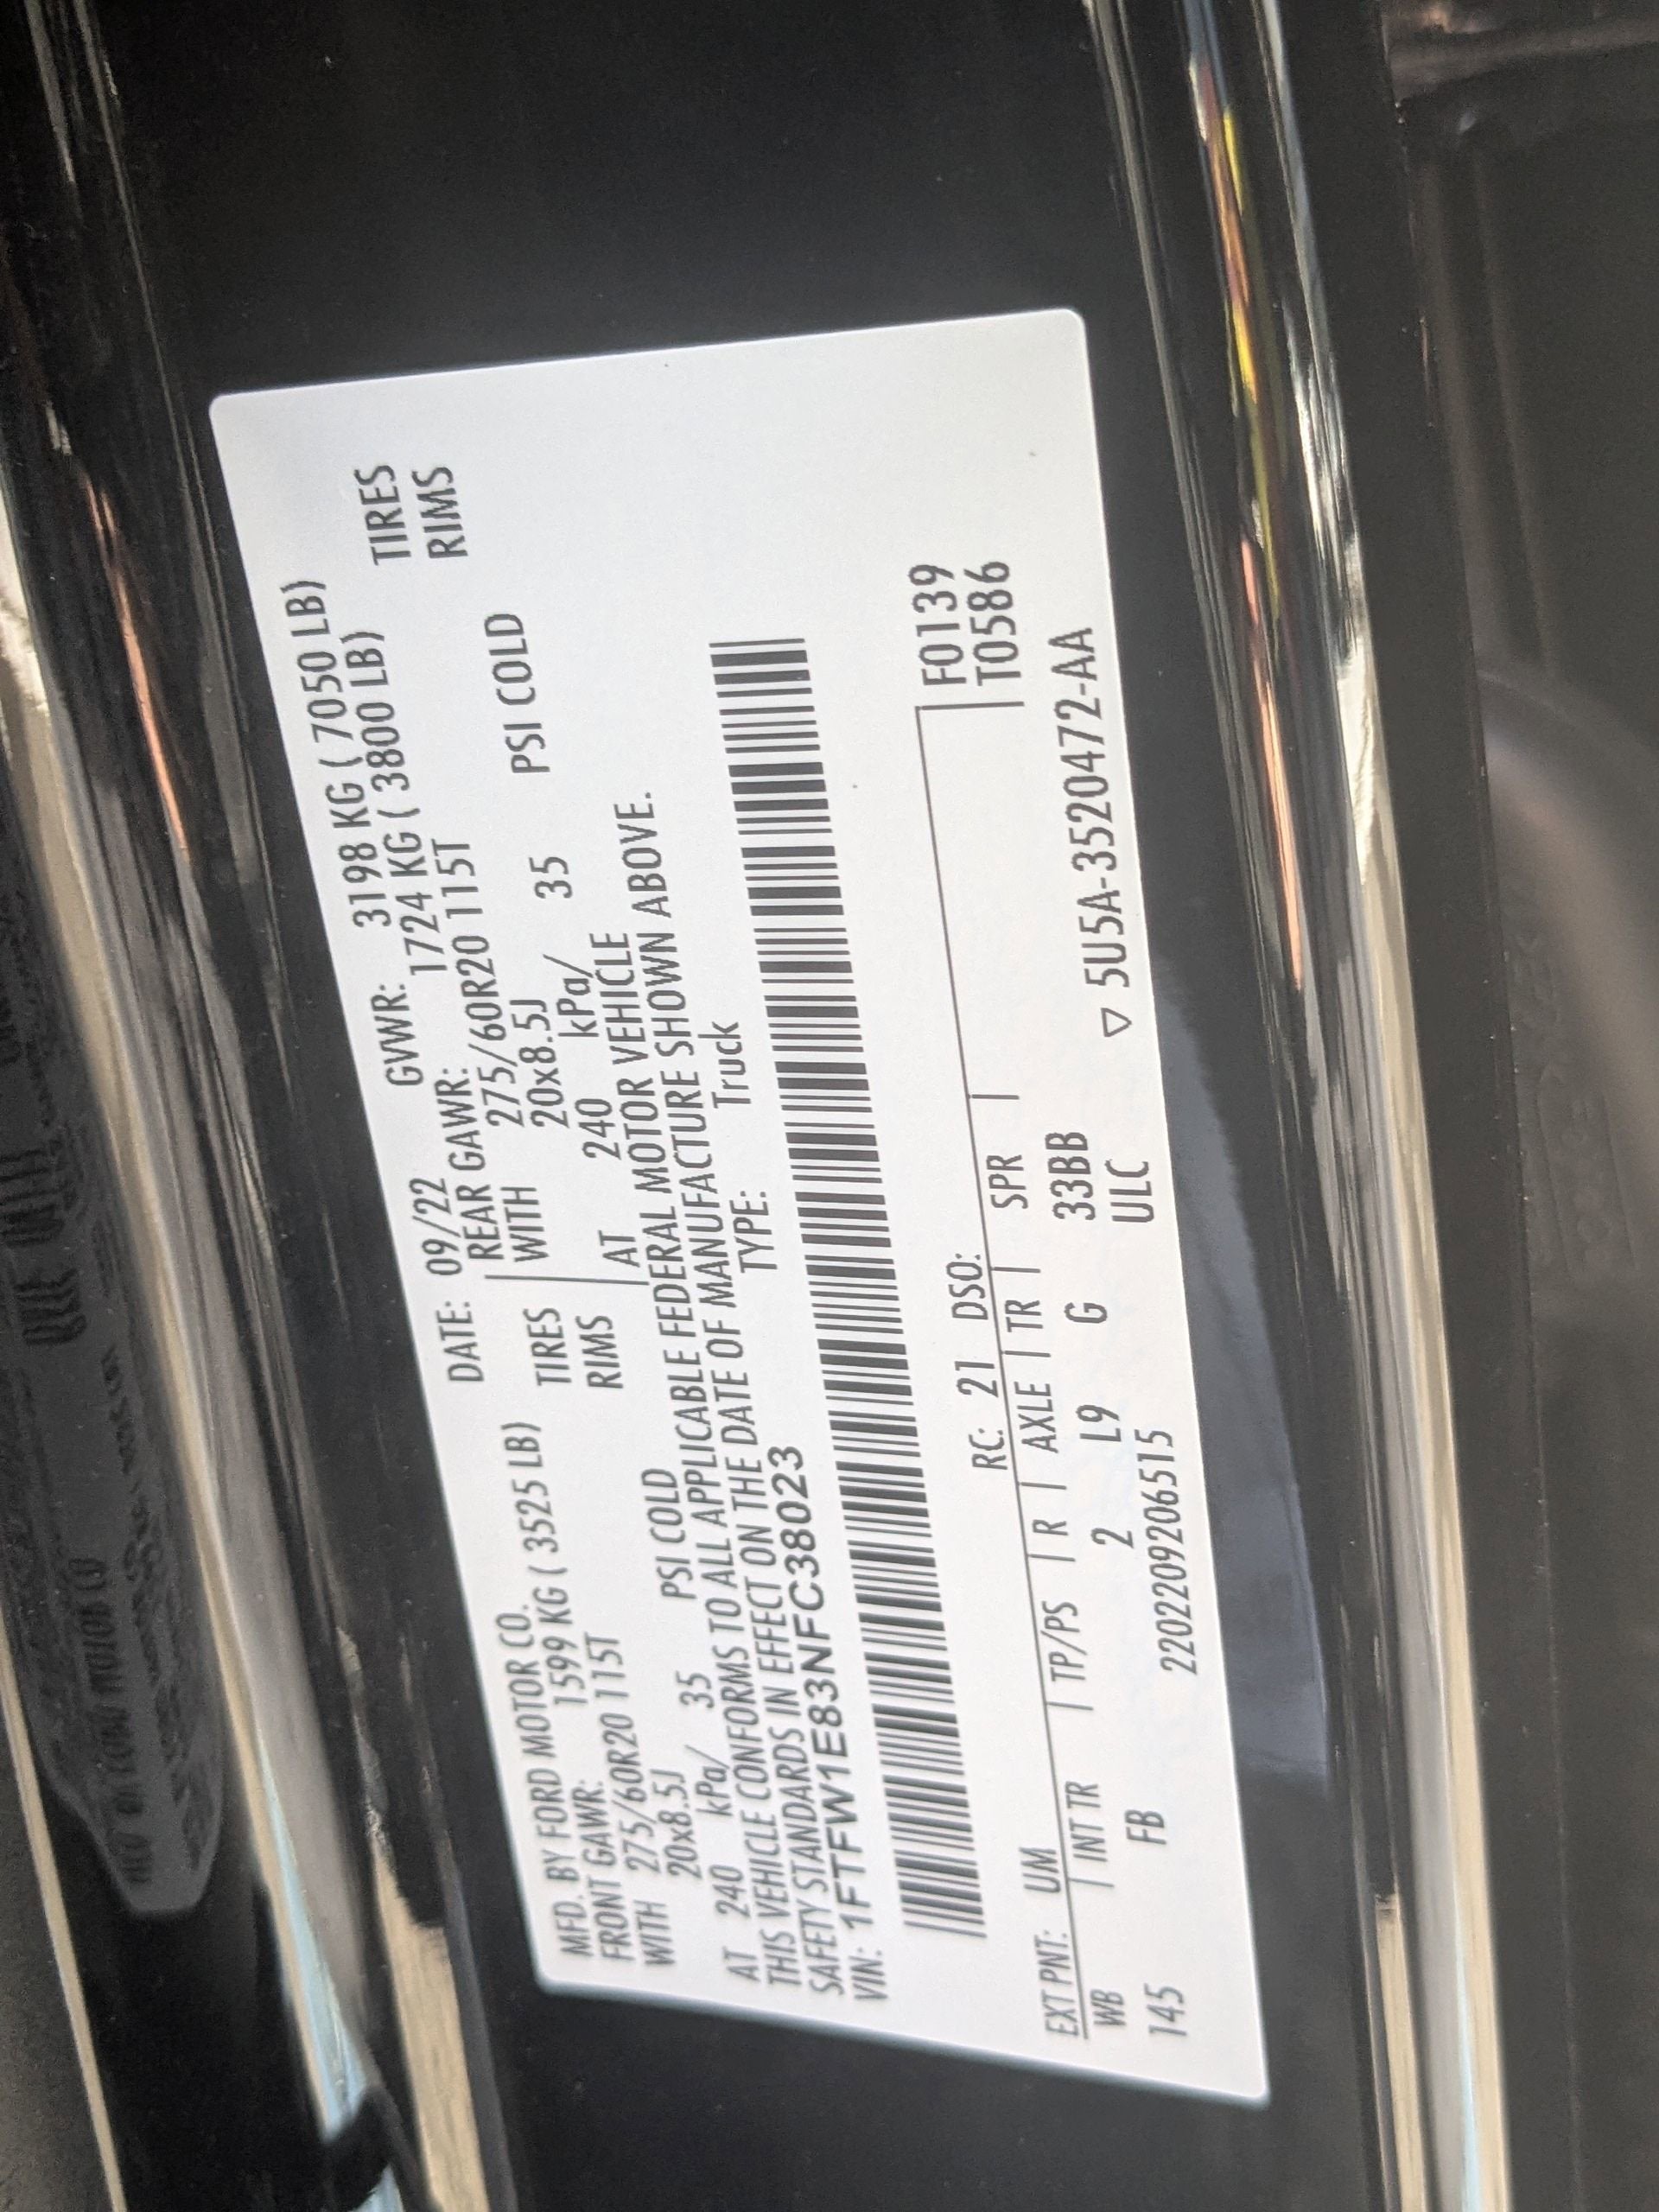 MFD. BY FORD MOTOR CO. DATE: 09/22 GVWR: 3198 KG ( 7050 LB)
FRONT GAWR: 1599 KG ( 3525 LB) REAR GAWR: 1724 KG ( 3800 LB)
WITH 275/60R20 115T TIRES WITH 275/60R20 115T TIRES
20x8.5J RIMS 20x8.5J RIMS
AT 240 kPa/ 35 PSI COLD AT 240 kPa/ 35 PSI COLD
THIS VEHICLE CONFORMS TO ALL APPLICABLE FEDERAL MOTOR VEHICLE
SAFETY STANDARDS IN EFFECT ON THE DATE OF MANUFACTURE SHOWN ABOVE.
VIN: 1FTFW1E83NFC38023 TYPE: Truck
F0139
T0586
EXT PNT: UM RC: 21 DSO:
WB INT TR TP/PS R AXLE TR SPR
145 FB 2 L9 G 33BB
2202209206515 ULC ▽ 5U5A-3520472-AA